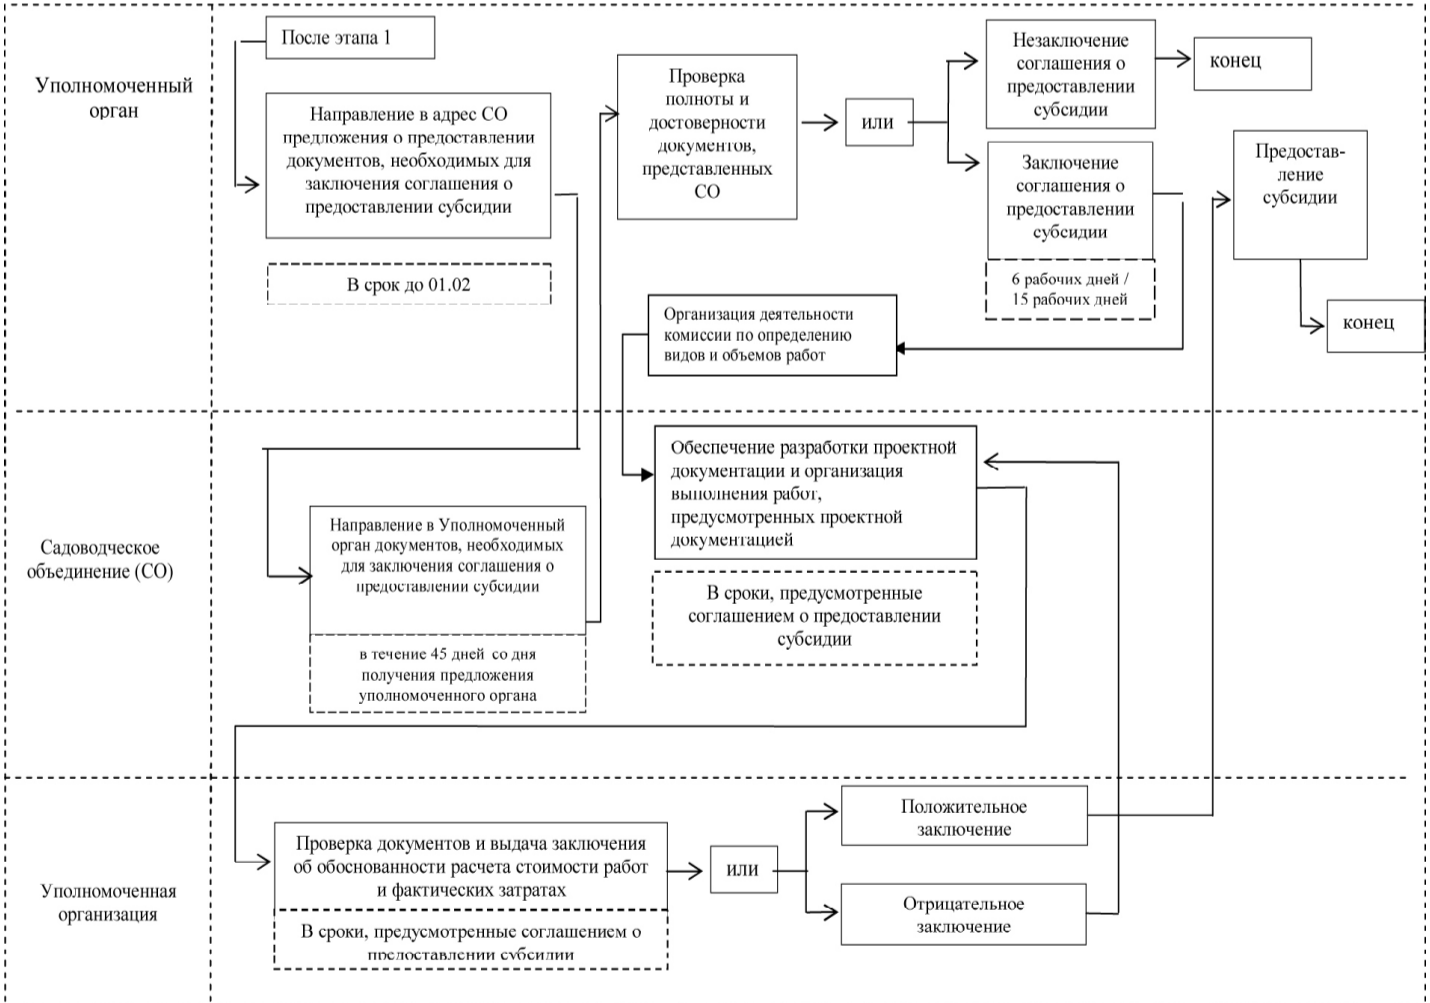 Уполномоченный
орган
После этапа 1
Направление в адрес СО
предложения о предоставлении
документов, необходимых для
заключения соглашения о
предоставлении субсидии
В срок до 01.02
Проверка
полноты и
достоверности
документов,
представленных
СО
или
Незаключение
соглашения о
предоставлении
субсидии
конец
Заключение
соглашения о
предоставлении
субсидии
6 рабочих дней /
15 рабочих дней
Предостав-
ление
субсидии
конец
Организация деятельности
комиссии по определению
видов и объемов работ
Садоводческое
объединение (СО)
Направление в Уполномоченный
орган документов, необходимых
для заключения соглашения о
предоставлении субсидии
в течение 45 дней со дня
получения предложения
уполномоченного органа
Обеспечение разработки проектной
документации и организация
выполнения работ,
предусмотренных проектной
документацией
В сроки, предусмотренные
соглашением о предоставлении
субсидии
Уполномоченная
организация
Проверка документов и выдача заключения
об обоснованности расчета стоимости работ
и фактических затратах
В сроки, предусмотренные соглашением о
предоставлении субсидии
или
Положительное
заключение
Отрицательное
заключение